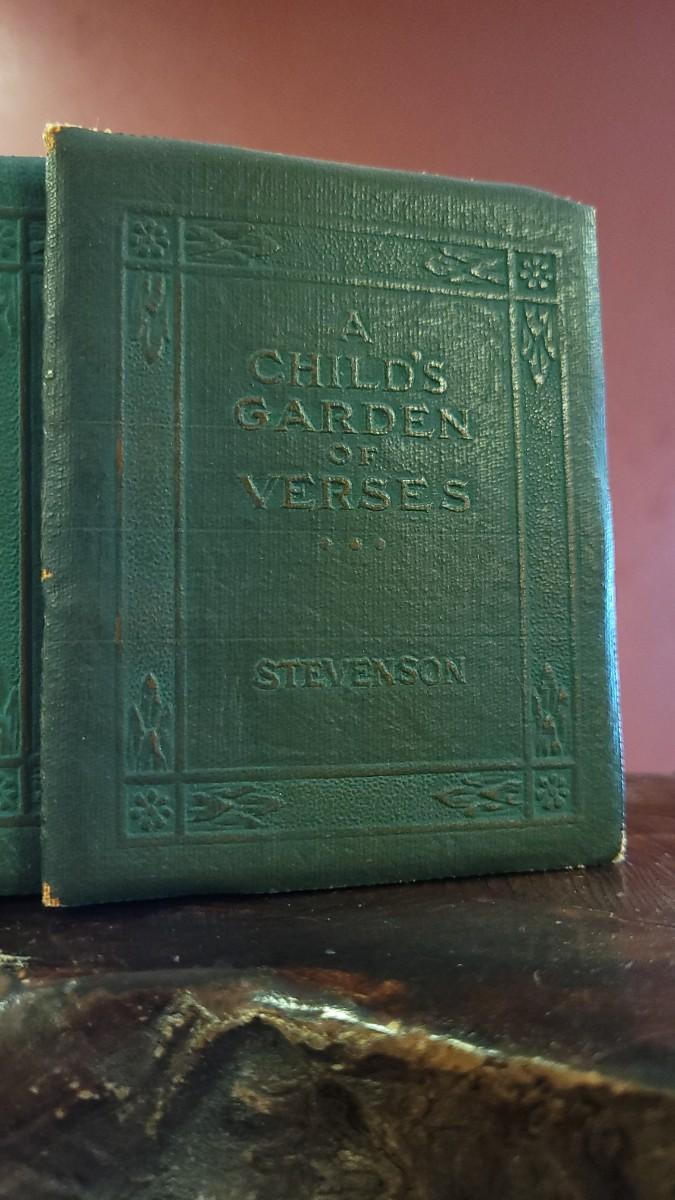 A
CHILD'S
GARDEN
OF
VERSES
STEVENSON